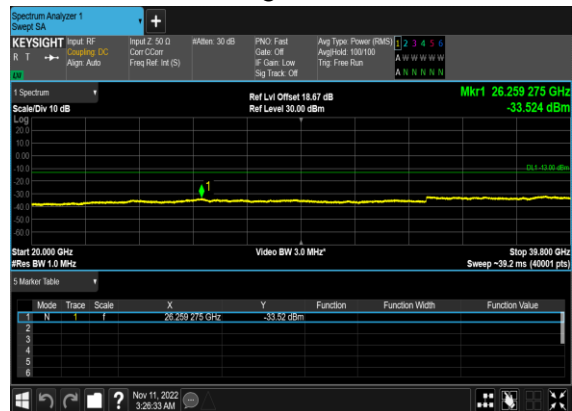 Spectrum Analyzer 1
Swept SA
+
KEYSIGHT Input: RF Input Z: 50 Ω #Atten: 30 dB PNO: Fast Avg Type: Power (RMS) 1 2 3 4 5 6
R T Coupling: DC Corr CCorr Gate: Off Avg|Hold: 100/100 A W W W W W
Align: Auto Freq Ref: Int (S) IF Gain: Low Trig: Free Run
Sig Track: Off A N N N N N
1 Spectrum Ref Lvl Offset 18.67 dB Mkr1 26.259 275 GHz
Scale/Div 10 dB Ref Level 30.00 dBm -33.524 dBm
Log
20.0
10.0
0.00
-10.0 DL1 -13.00 dBm
-20.0
1
-30.0
-40.0
-50.0
-60.0
Start 20.000 GHz Video BW 3.0 MHz* Stop 39.800 GHz
#Res BW 1.0 MHz Sweep ~39.2 ms (40001 pts)
5 Marker Table
Mode Trace Scale X Y Function Function Width Function Value
1 N 1 f 26.259 275 GHz -33.52 dBm
2
3
4
5
6
? Nov 11, 2022
3:26:33 AM